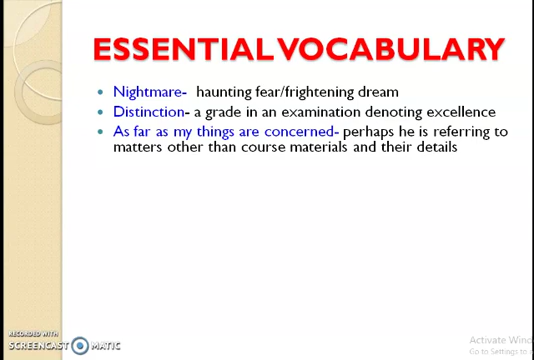 ESSENTIAL VOCABULARY
• Nightmare- haunting fear/frightening dream
• Distinction- a grade in an examination denoting excellence
• As far as my things are concerned- perhaps he is referring to
matters other than course materials and their details
RECORDED WITH
SCREENCAST MATIC
Activate Wind
Go to Settings to